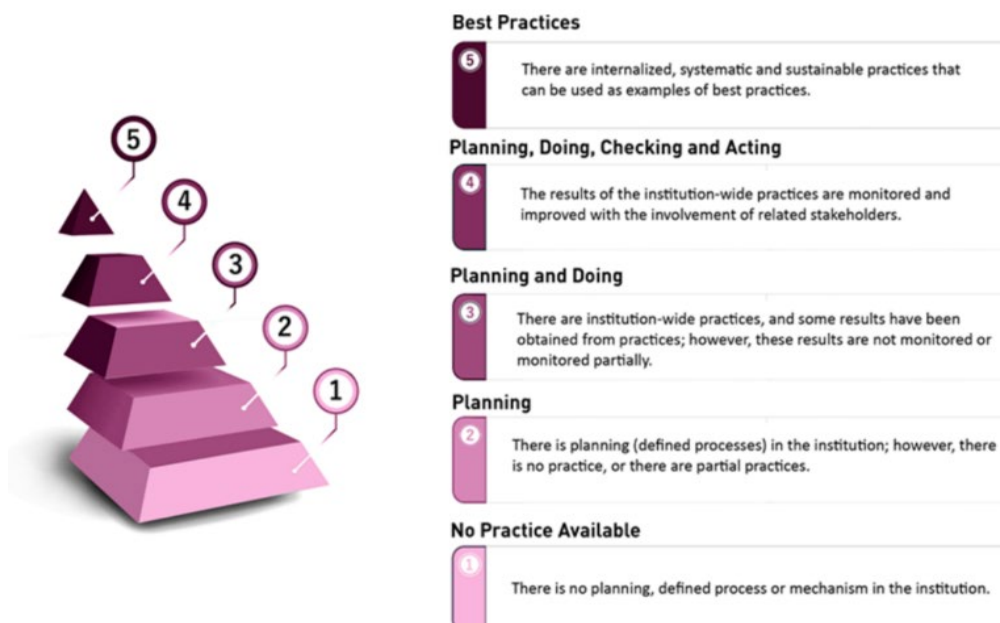 5
4
3
2
1
Best Practices
5
There are internalized, systematic and sustainable practices that
can be used as examples of best practices.
Planning, Doing, Checking and Acting
4
The results of the institution-wide practices are monitored and
improved with the involvement of related stakeholders.
Planning and Doing
3
There are institution-wide practices, and some results have been
obtained from practices; however, these results are not monitored or
monitored partially.
Planning
2
There is planning (defined processes) in the institution; however, there
is no practice, or there are partial practices.
No Practice Available
1
There is no planning, defined process or mechanism in the institution.